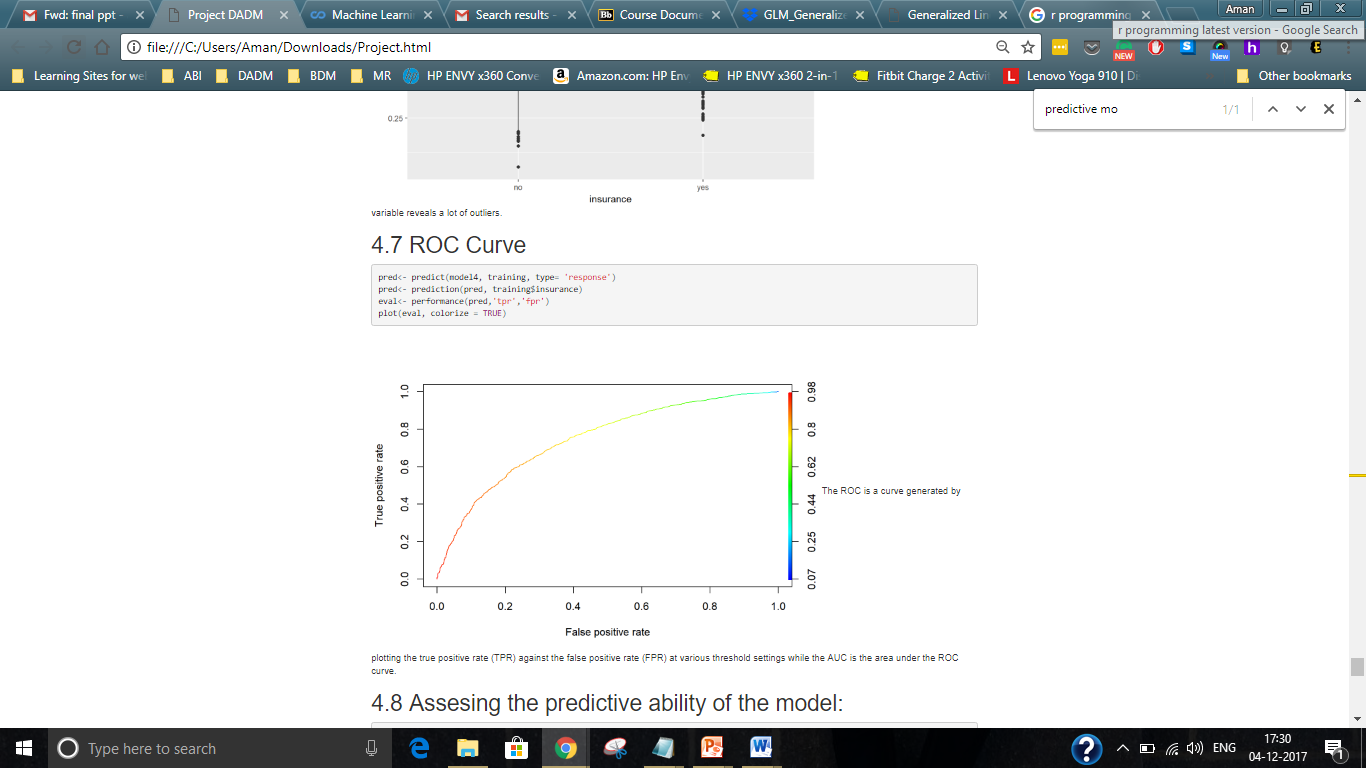 Fwd: final ppt -
Project DADM
Machine Learni
Search results -
Bb Course Docume
GLM_Generalize
Generalized Lin
r programming
Aman
r programming latest version - Google Search
file:///C:/Users/Aman/Downloads/Project.html
NEW
New
Learning Sites for we
ABI
DADM
BDM
MR
HP ENVY x360 Conve
Amazon.com: HP Env
HP ENVY x360 2-in-1
Fitbit Charge 2 Activi
Lenovo Yoga 910 | Di
Other bookmarks
predictive mo 1/1
0.25
no yes
insurance
variable reveals a lot of outliers.
4.7 ROC Curve
pred<- predict(model4, training, type= 'response')
pred<- prediction(pred, training$insurance)
eval<- performance(pred,'tpr','fpr')
plot(eval, colorize = TRUE)
True positive rate
1.0
0.8
0.6
0.4
0.2
0.0
0.0 0.2 0.4 0.6 0.8 1.0
False positive rate
0.98
0.8
0.62
0.44
0.25
0.07
The ROC is a curve generated by
plotting the true positive rate (TPR) against the false positive rate (FPR) at various threshold settings while the AUC is the area under the ROC
curve.
4.8 Assesing the predictive ability of the model:
Type here to search
ENG
17:30
04-12-2017
1